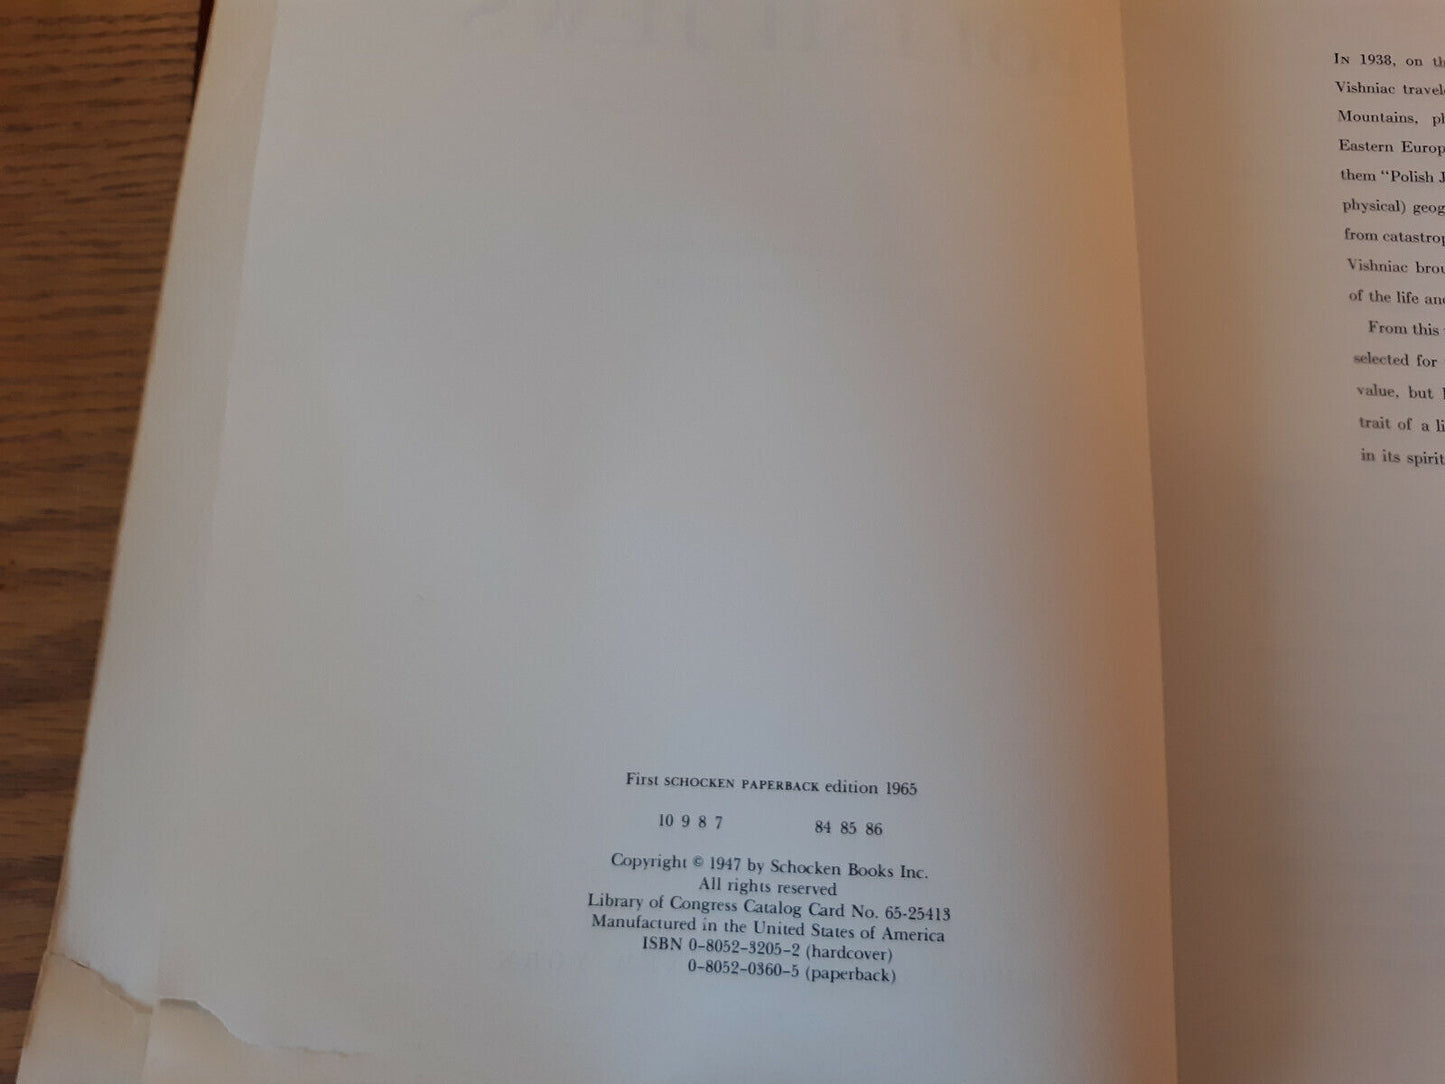 First SCHOCKEN PAPERBACK edition 1965
10 9 8 7 84 85 86
Copyright © 1947 by Schocken Books Inc.
All rights reserved
Library of Congress Catalog Card No. 65-25413
Manufactured in the United States of America
ISBN 0-8052-3205-2 (hardcover)
0-8052-0360-5 (paperback)
IN 1938, on
Vishniac
Mountains,
Eastern
them "Polish
physical)
from
Vishniac
of the life
From this
selected for
value, but
trait of a
in its